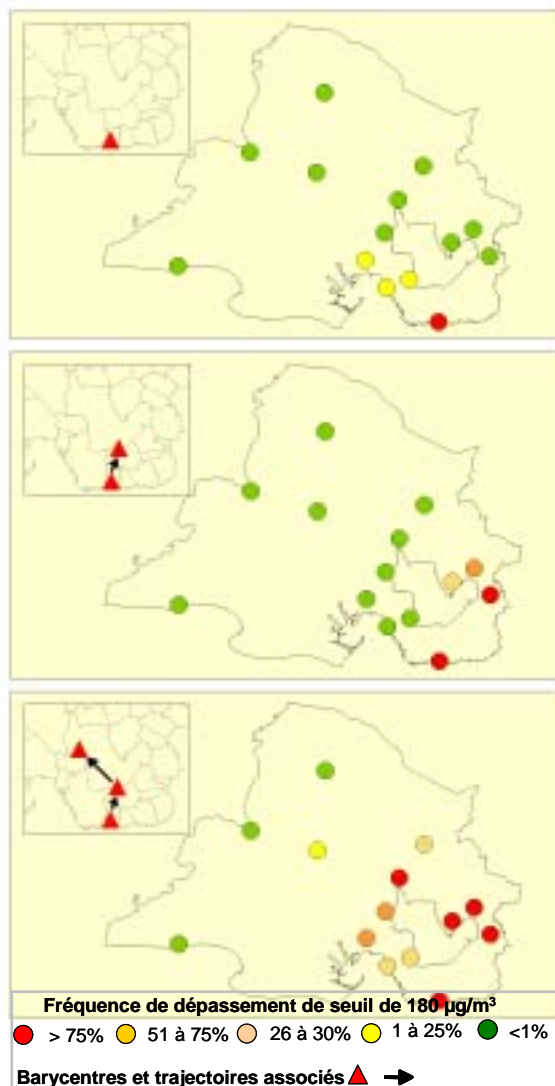 Fréquence de dépassement de seuil de 180 µg/m³
> 75% 51 à 75% 26 à 30% 1 à 25% <1%
Barycentres et trajectoires associés